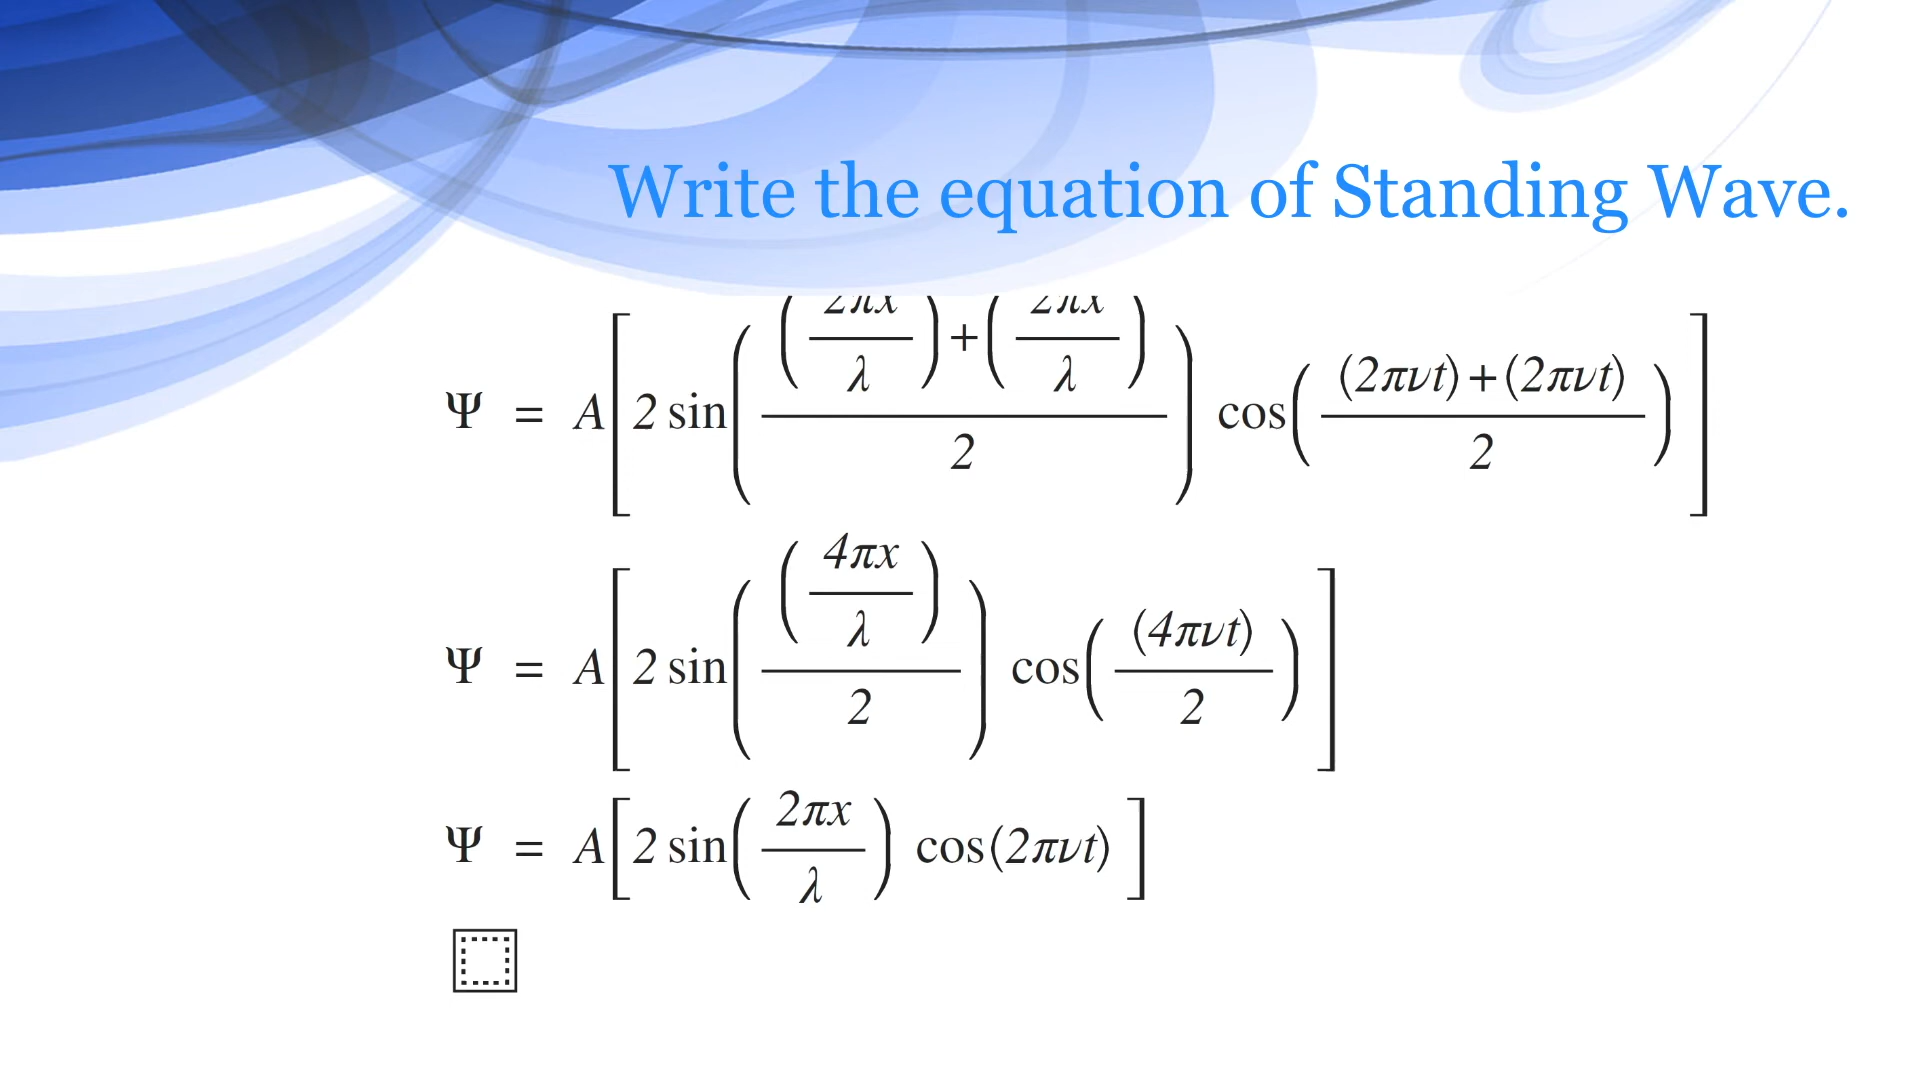 Write the equation of Standing Wave.
Ψ = A[2 sin(((2πx/λ)+(2πx/λ))/2) cos(((2πνt)+(2πνt))/2)]
Ψ = A[2 sin((4πx/λ)/2) cos((4πνt)/2)]
Ψ = A[2 sin(2πx/λ) cos(2πνt)]